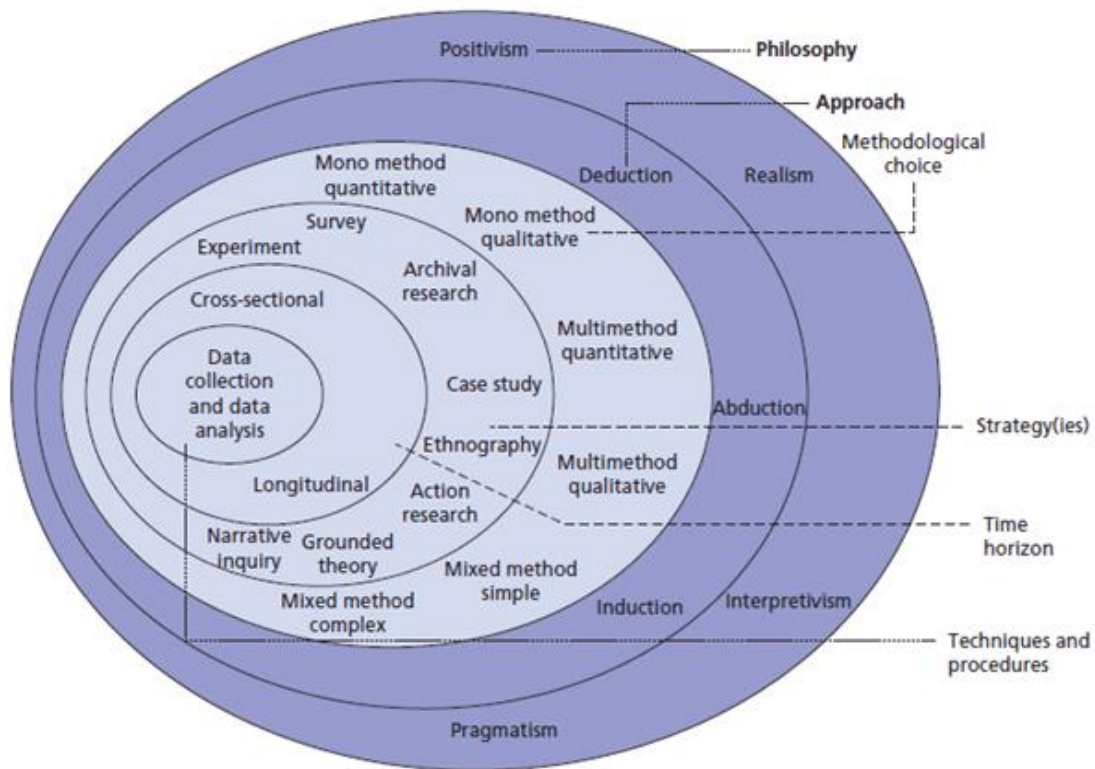 Positivism
Philosophy
Approach
Methodological
choice
Mono method
quantitative
Deduction
Realism
Mono method
qualitative
Survey
Experiment
Archival
research
Cross-sectional
Multimethod
quantitative
Data
collection
and data
analysis
Case study
Abduction
Strategy(ies)
Ethnography
Multimethod
qualitative
Longitudinal
Action
research
Time
horizon
Narrative
inquiry
Grounded
theory
Mixed method
simple
Mixed method
complex
Induction
Interpretivism
Techniques and
procedures
Pragmatism